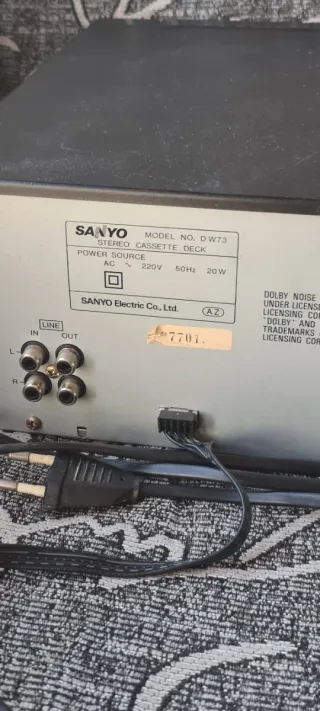 SANYO MODEL NO. DW73
STEREO CASSETTE DECK
POWER SOURCE
AC ∿ 220V 50Hz 20W
SANYO Electric Co., Ltd. AZ
7701.
DOLBY NOISE
UNDER LICENSE
LICENSING COR
"DOLBY" AND
TRADEMARKS
LICENSING COR
LINE
IN OUT
L
R